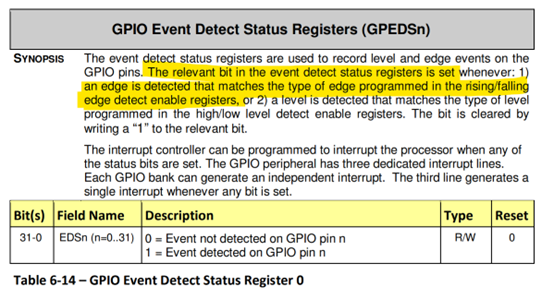 GPIO Event Detect Status Registers (GPEDSn)
SYNOPSIS The event detect status registers are used to record level and edge events on the
GPIO pins. The relevant bit in the event detect status registers is set whenever: 1)
an edge is detected that matches the type of edge programmed in the rising/falling
edge detect enable registers, or 2) a level is detected that matches the type of level
programmed in the high/low level detect enable registers. The bit is cleared by
writing a “1” to the relevant bit.
The interrupt controller can be programmed to interrupt the processor when any of
the status bits are set. The GPIO peripheral has three dedicated interrupt lines.
Each GPIO bank can generate an independent interrupt. The third line generates a
single interrupt whenever any bit is set.
Bit(s) Field Name Description Type Reset
31-0 EDSn (n=0..31) 0 = Event not detected on GPIO pin n R/W 0
1 = Event detected on GPIO pin n
Table 6-14 – GPIO Event Detect Status Register 0